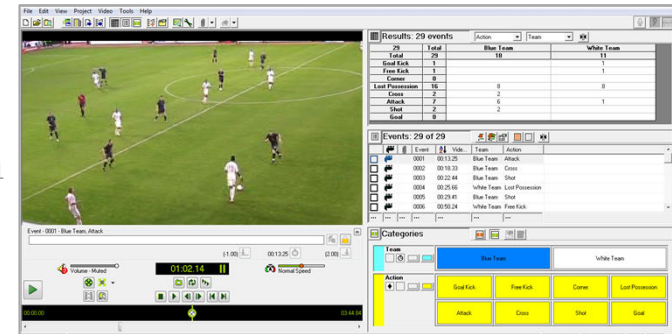 File Edit View Project Video Tools Help
Results: 29 events Action Team
29 Total Blue Team White Team
Total 29 18 11
Goal Kick 1 1
Free Kick 1 1
Corner 0
Lost Possession 16 8 8
Cross 2 2
Attack 7 6 1
Shot 2 2
Goal 0
Events: 29 of 29
Event Vide... Team Action
0001 00:13.25 Blue Team Attack
0002 00:18.33 Blue Team Cross
0003 00:22.44 Blue Team Shot
0004 00:25.66 White Team Lost Possession
0005 00:29.41 Blue Team Shot
0006 00:50.24 White Team Free Kick
Event - 0001 - Blue Team, Attack
(-1.00) 00:13.25 (2.00)
Volume - Muted 01:02.14 Normal Speed
00:00.00 03:44.84
Categories
Team
Blue Team White Team
Action
Goal Kick Free Kick Corner Lost Possession
Attack Cross Shot Goal